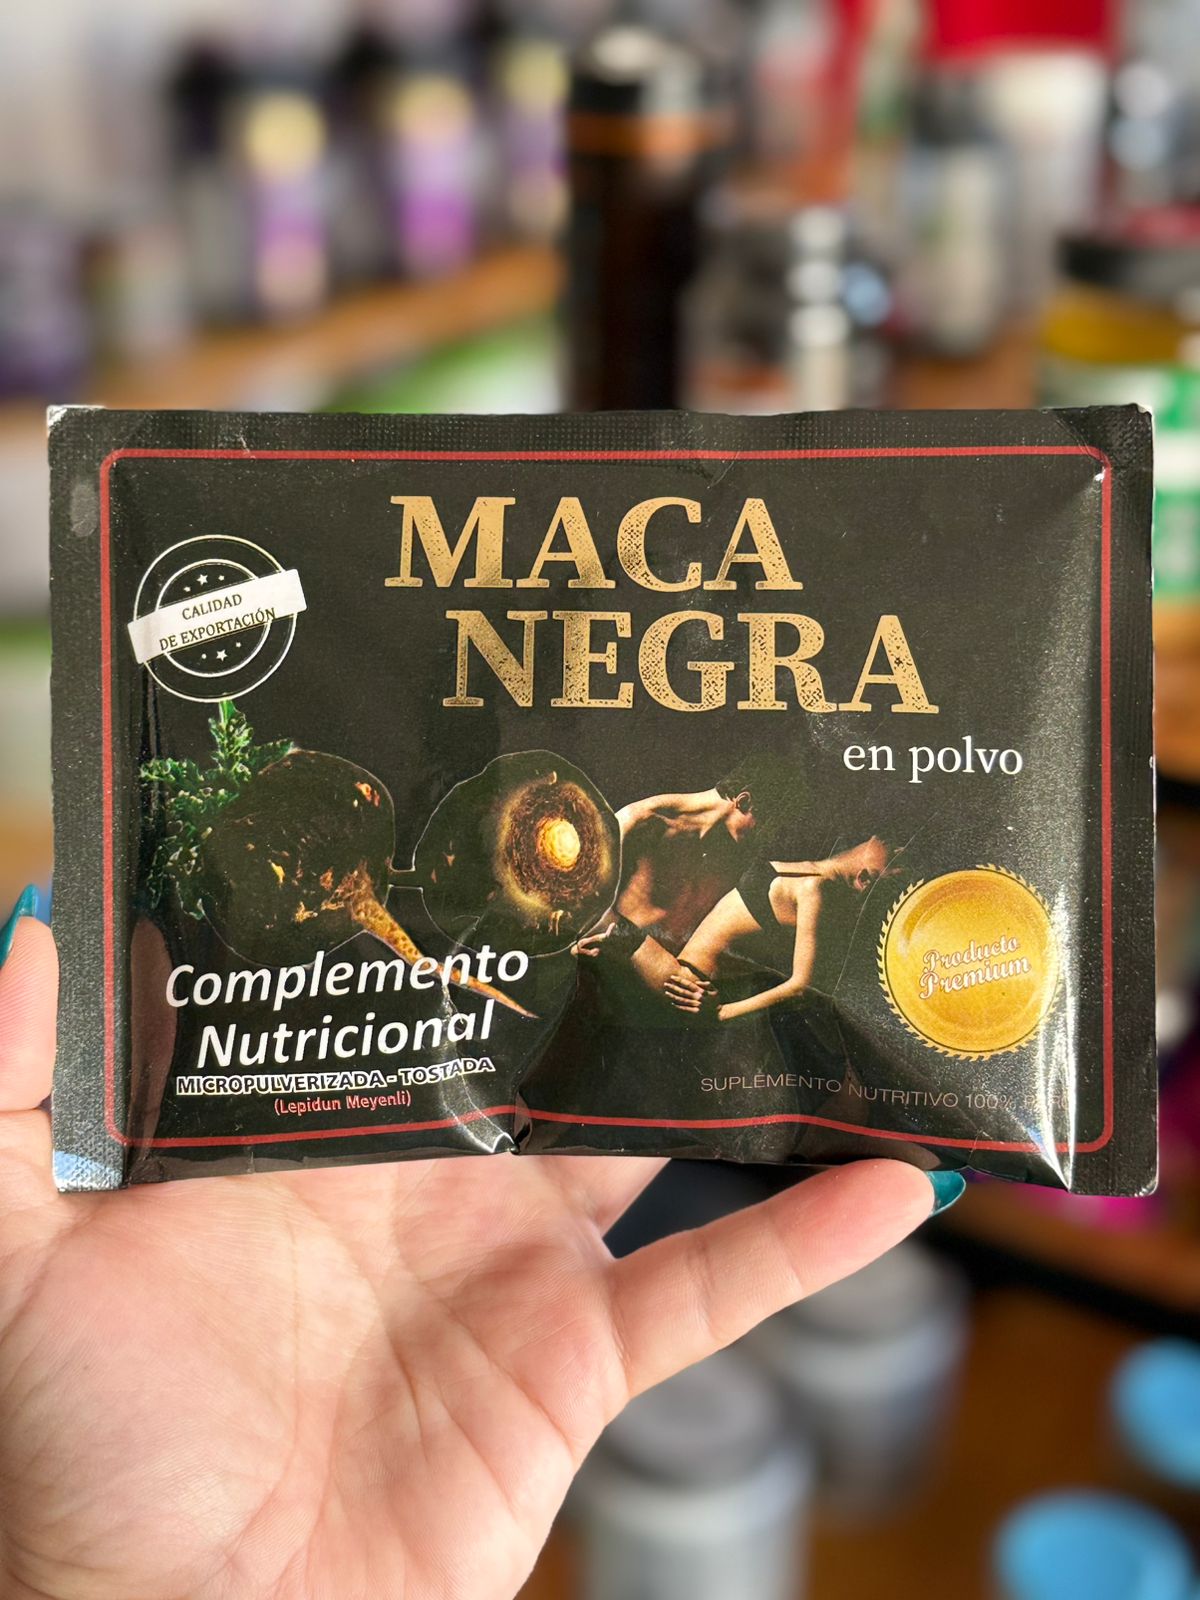 MACA
NEGRA
en polvo
CALIDAD
DE EXPORTACIÓN
Complemento
Nutricional
MICROPULVERIZADA - TOSTADA
(Lepidun Meyenli)
Producto
Premium
SUPLEMENTO NUTRITIVO 100%